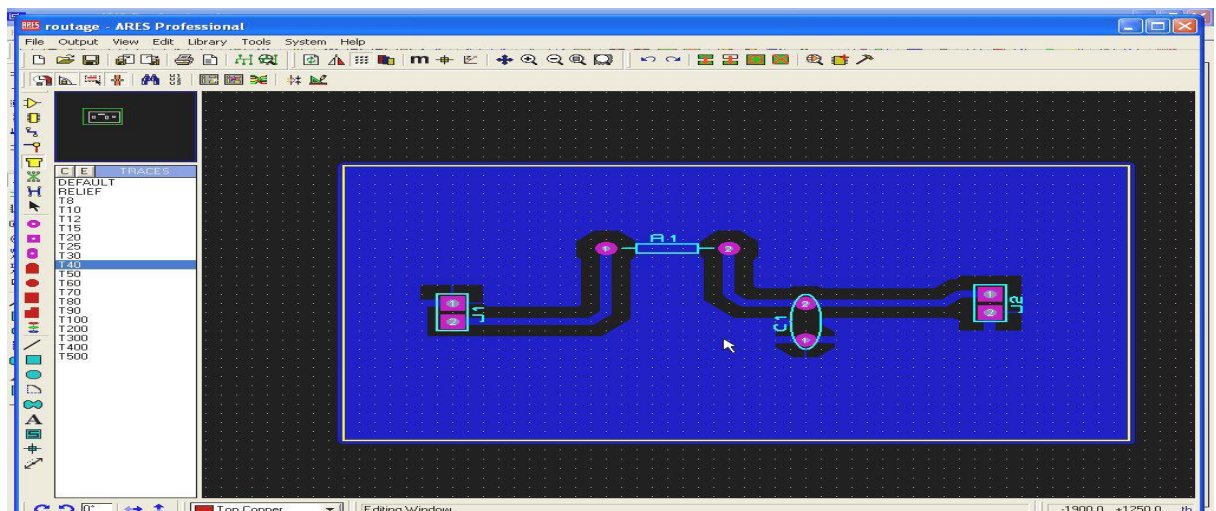 ARES routage - ARES Professional
File Output View Edit Library Tools System Help
C E TRACES
DEFAULT
RELIEF
T8
T10
T12
T15
T20
T25
T30
T40
T50
T60
T70
T80
T90
T100
T200
T300
T400
T500
R1
1 2
1
2
J1
2
1
C1
1
2
J2
0°
Top Copper
Editing Window
-1900.0 +1250.0 th